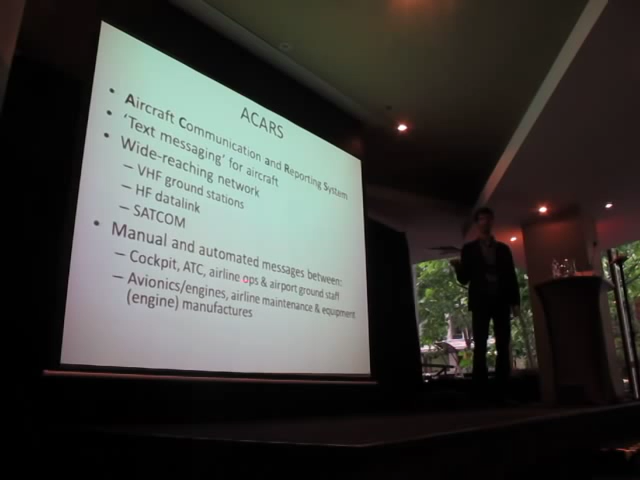 ACARS
• Aircraft Communication and Reporting System
• 'Text messaging' for aircraft
• Wide-reaching network
– VHF ground stations
– HF datalink
– SATCOM
• Manual and automated messages between:
– Cockpit, ATC, airline ops & airport ground staff
– Avionics/engines, airline maintenance & equipment
(engine) manufactures